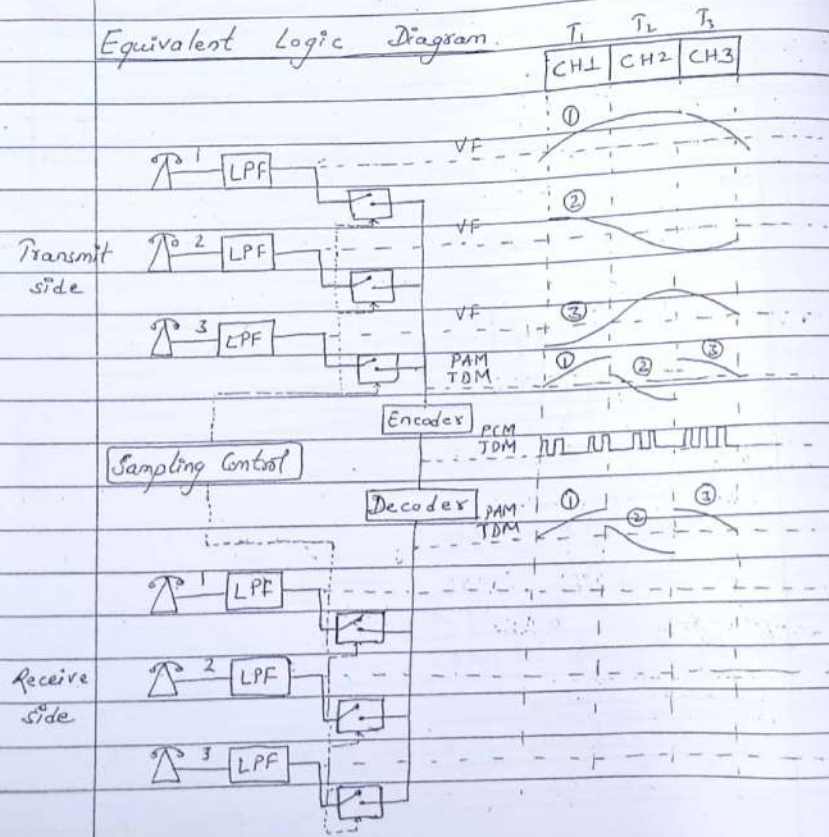 Equivalent Logic Diagram.
T1 T2 T3
CH1 CH2 CH3
①
VF
1 LPF
②
VF
Transmit side
2 LPF
③
VF
3 LPF
PAM TDM
① ② ③
Encoder
PCM TDM
Sampling Control
Decoder
PAM TDM
① ② ③
1 LPF
Receive side
2 LPF
3 LPF